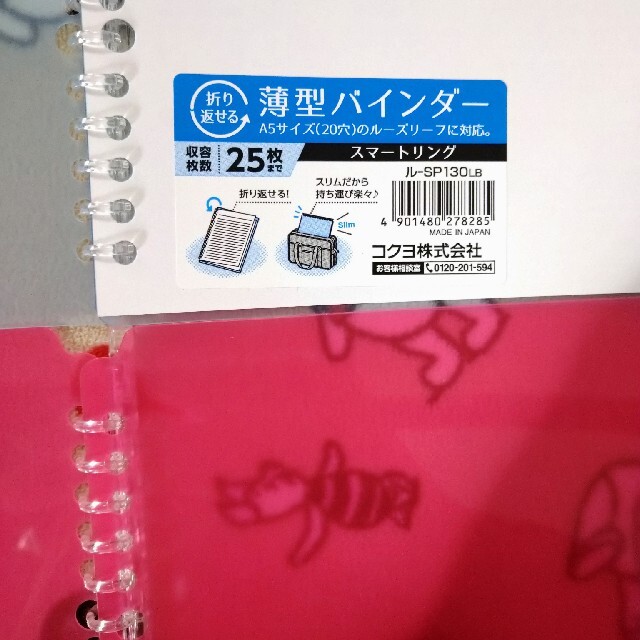 折り返せる
薄型バインダー
A5サイズ(20穴)のルーズリーフに対応。
収容枚数 25枚まで
スマートリング
ル-SP130LB
折り返せる!
スリムだから
持ち運び楽々♪
Slim
4 901480 278285
MADE IN JAPAN
コクヨ株式会社
お客様相談室 0120-201-594